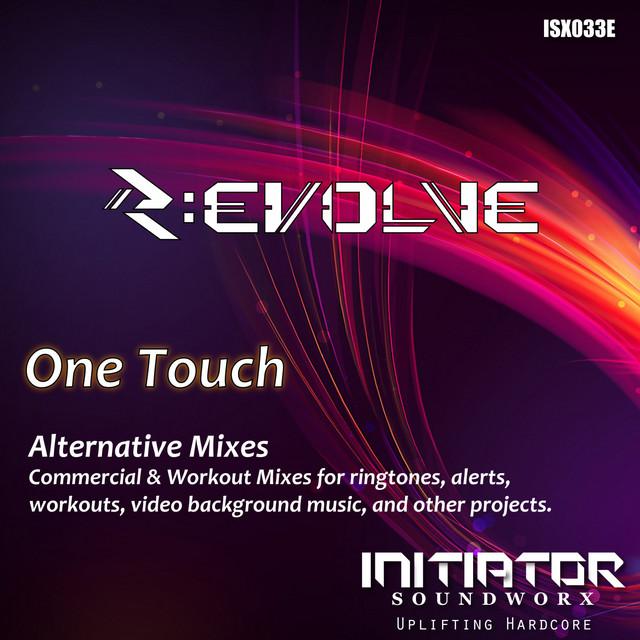 ISX033E
R:EVOLVE
One Touch
Alternative Mixes
Commercial & Workout Mixes for ringtones, alerts,
workouts, video background music, and other projects.
INITIATOR
SOUNDWORX
UPLIFTING HARDCORE